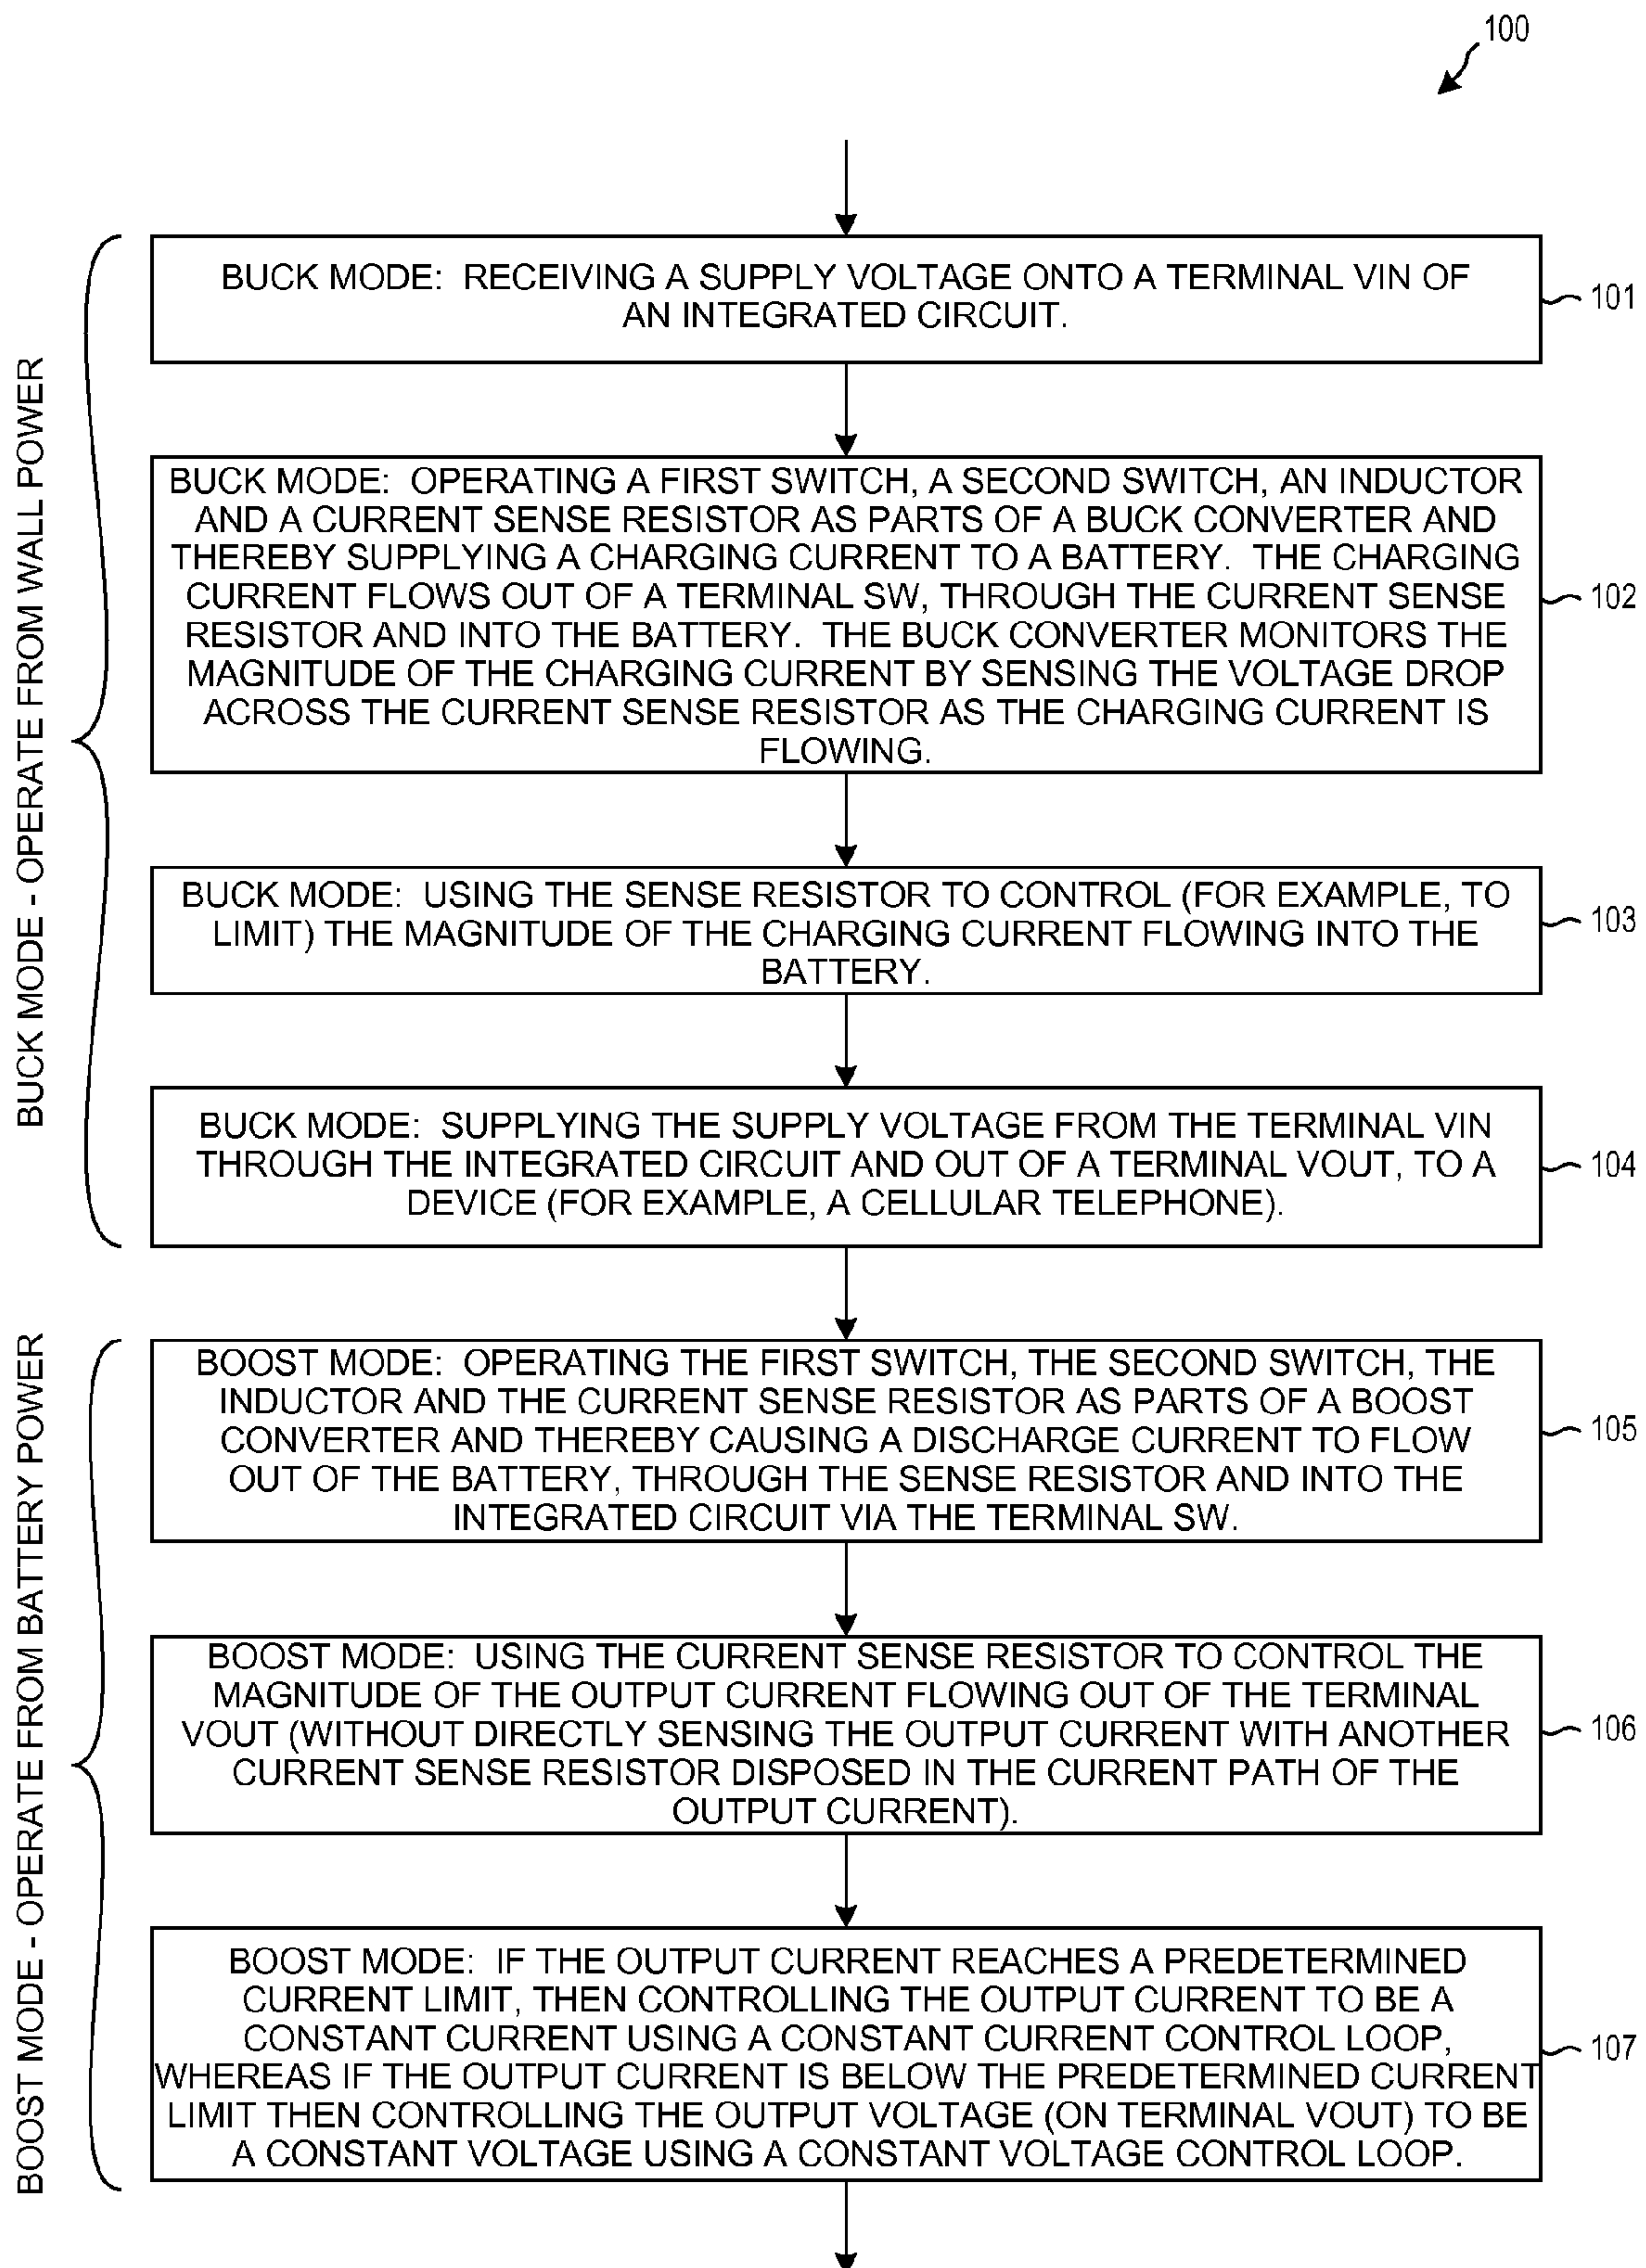 100
BUCK MODE - OPERATE FROM WALL POWER
BUCK MODE: RECEIVING A SUPPLY VOLTAGE ONTO A TERMINAL VIN OF
AN INTEGRATED CIRCUIT.
101
BUCK MODE: OPERATING A FIRST SWITCH, A SECOND SWITCH, AN INDUCTOR
AND A CURRENT SENSE RESISTOR AS PARTS OF A BUCK CONVERTER AND
THEREBY SUPPLYING A CHARGING CURRENT TO A BATTERY. THE CHARGING
CURRENT FLOWS OUT OF A TERMINAL SW, THROUGH THE CURRENT SENSE
RESISTOR AND INTO THE BATTERY. THE BUCK CONVERTER MONITORS THE
MAGNITUDE OF THE CHARGING CURRENT BY SENSING THE VOLTAGE DROP
ACROSS THE CURRENT SENSE RESISTOR AS THE CHARGING CURRENT IS
FLOWING.
102
BUCK MODE: USING THE SENSE RESISTOR TO CONTROL (FOR EXAMPLE, TO
LIMIT) THE MAGNITUDE OF THE CHARGING CURRENT FLOWING INTO THE
BATTERY.
103
BUCK MODE: SUPPLYING THE SUPPLY VOLTAGE FROM THE TERMINAL VIN
THROUGH THE INTEGRATED CIRCUIT AND OUT OF A TERMINAL VOUT, TO A
DEVICE (FOR EXAMPLE, A CELLULAR TELEPHONE).
104
BOOST MODE - OPERATE FROM BATTERY POWER
BOOST MODE: OPERATING THE FIRST SWITCH, THE SECOND SWITCH, THE
INDUCTOR AND THE CURRENT SENSE RESISTOR AS PARTS OF A BOOST
CONVERTER AND THEREBY CAUSING A DISCHARGE CURRENT TO FLOW
OUT OF THE BATTERY, THROUGH THE SENSE RESISTOR AND INTO THE
INTEGRATED CIRCUIT VIA THE TERMINAL SW.
105
BOOST MODE: USING THE CURRENT SENSE RESISTOR TO CONTROL THE
MAGNITUDE OF THE OUTPUT CURRENT FLOWING OUT OF THE TERMINAL
VOUT (WITHOUT DIRECTLY SENSING THE OUTPUT CURRENT WITH ANOTHER
CURRENT SENSE RESISTOR DISPOSED IN THE CURRENT PATH OF THE
OUTPUT CURRENT).
106
BOOST MODE: IF THE OUTPUT CURRENT REACHES A PREDETERMINED
CURRENT LIMIT, THEN CONTROLLING THE OUTPUT CURRENT TO BE A
CONSTANT CURRENT USING A CONSTANT CURRENT CONTROL LOOP,
WHEREAS IF THE OUTPUT CURRENT IS BELOW THE PREDETERMINED CURRENT
LIMIT THEN CONTROLLING THE OUTPUT VOLTAGE (ON TERMINAL VOUT) TO BE
A CONSTANT VOLTAGE USING A CONSTANT VOLTAGE CONTROL LOOP.
107